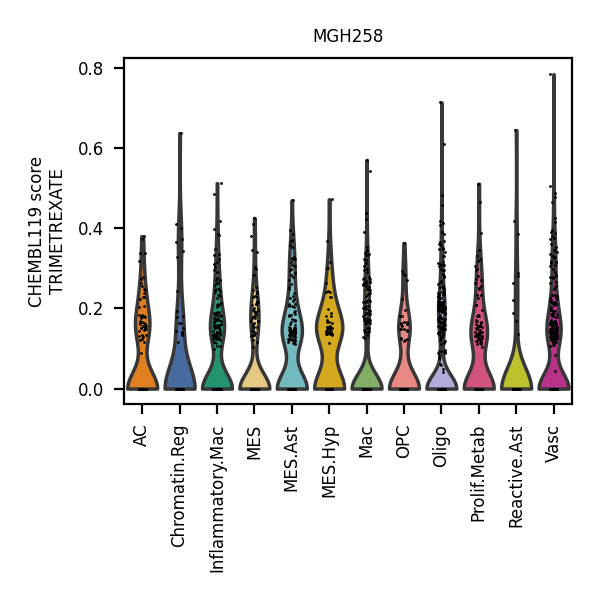 MGH258
CHEMBL119 score
TRIMETREXATE
0.8
0.6
0.4
0.2
0.0
AC
Chromatin.Reg
Inflammatory.Mac
MES
MES.Ast
MES.Hyp
Mac
OPC
Oligo
Prolif.Metab
Reactive.Ast
Vasc